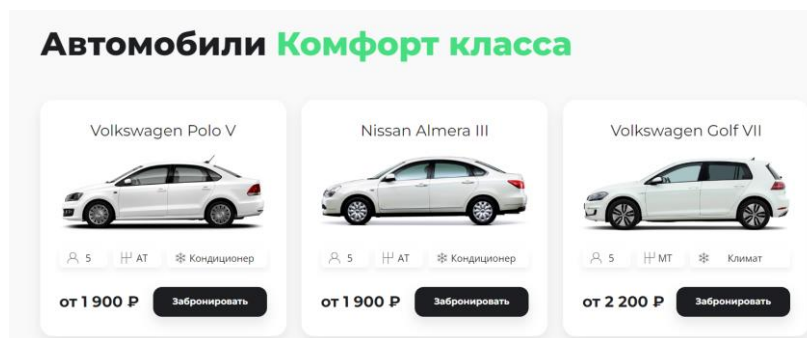 Автомобили Комфорт класса
Volkswagen Polo V
5 AT Кондиционер
от 1 900 ₽ Забронировать
Nissan Almera III
5 AT Кондиционер
от 1 900 ₽ Забронировать
Volkswagen Golf VII
5 MT Климат
от 2 200 ₽ Забронировать